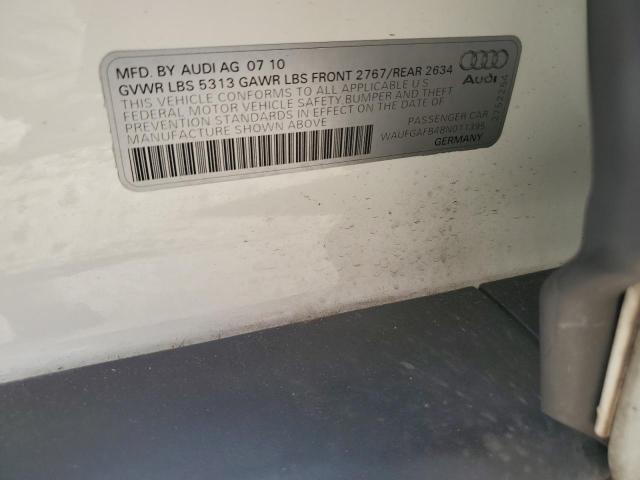 MFD. BY AUDI AG 07 10
GVWR LBS 5313 GAWR LBS FRONT 2767/REAR 2634
THIS VEHICLE CONFORMS TO ALL APPLICABLE U S
FEDERAL MOTOR VEHICLE SAFETY, BUMPER AND THEFT
PREVENTION STANDARDS IN EFFECT ON THE DATE OF
MANUFACTURE SHOWN ABOVE
PASSENGER CAR
WAUFGAFB4BN011395
GERMANY
Audi
2752264